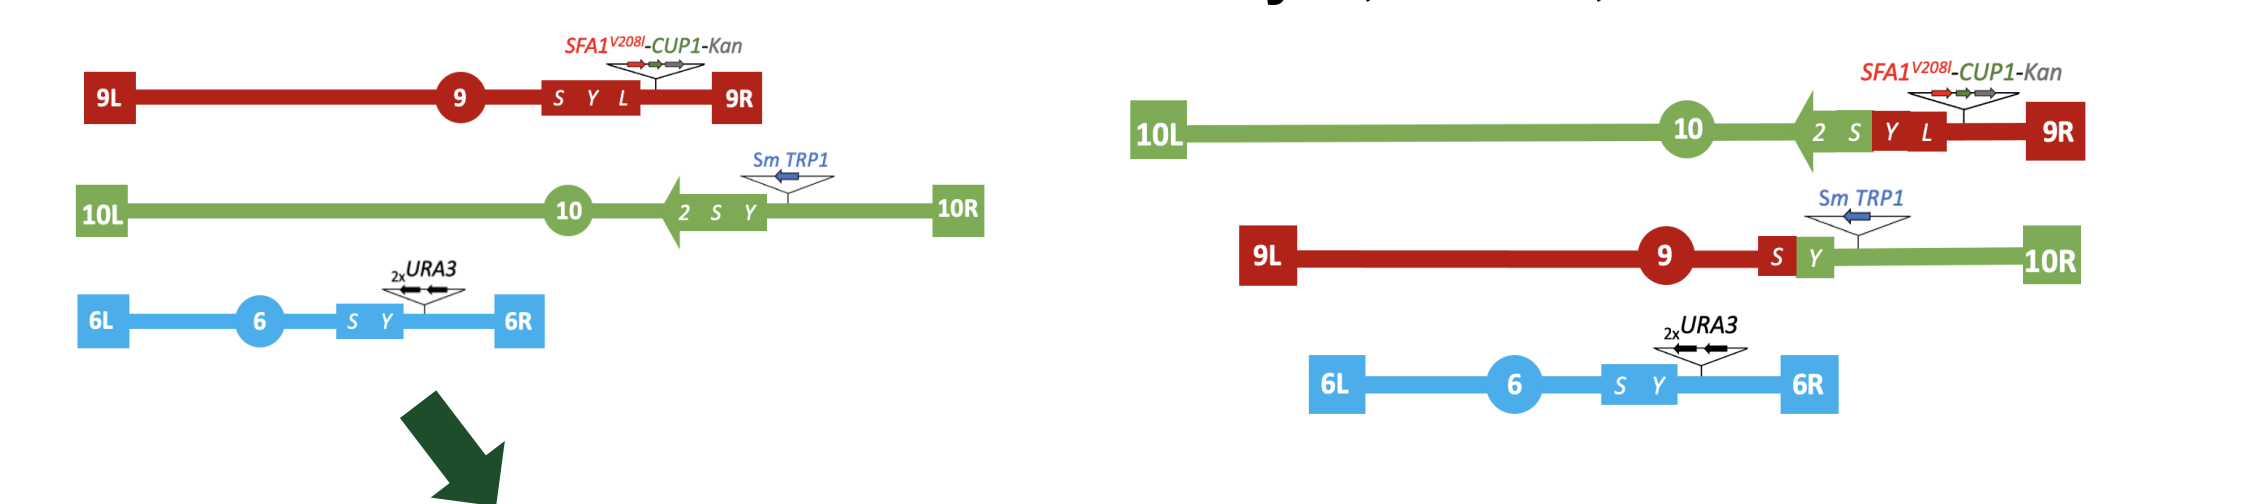 SFA1V208I-CUP1-Kan
9L 9 S Y L 9R
Sm TRP1
10L 10 2 S Y 10R
2xURA3
6L 6 S Y 6R
SFA1V208I-CUP1-Kan
10L 10 2 S Y L 9R
Sm TRP1
9L 9 S Y 10R
2xURA3
6L 6 S Y 6R